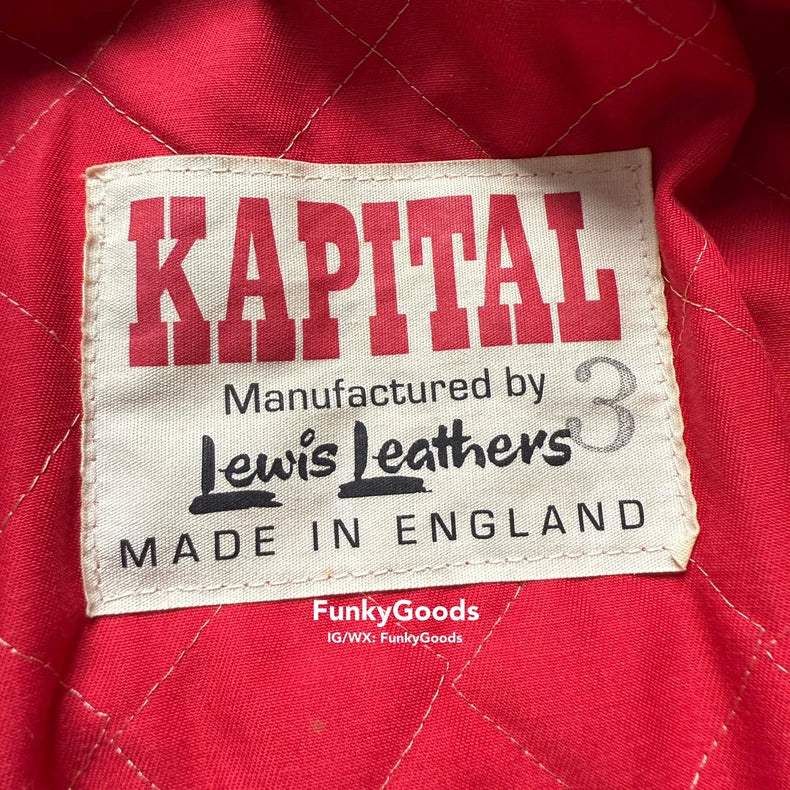 KAPITAL
Manufactured by
3
Lewis Leathers
MADE IN ENGLAND
FunkyGoods
IG/WX: FunkyGoods